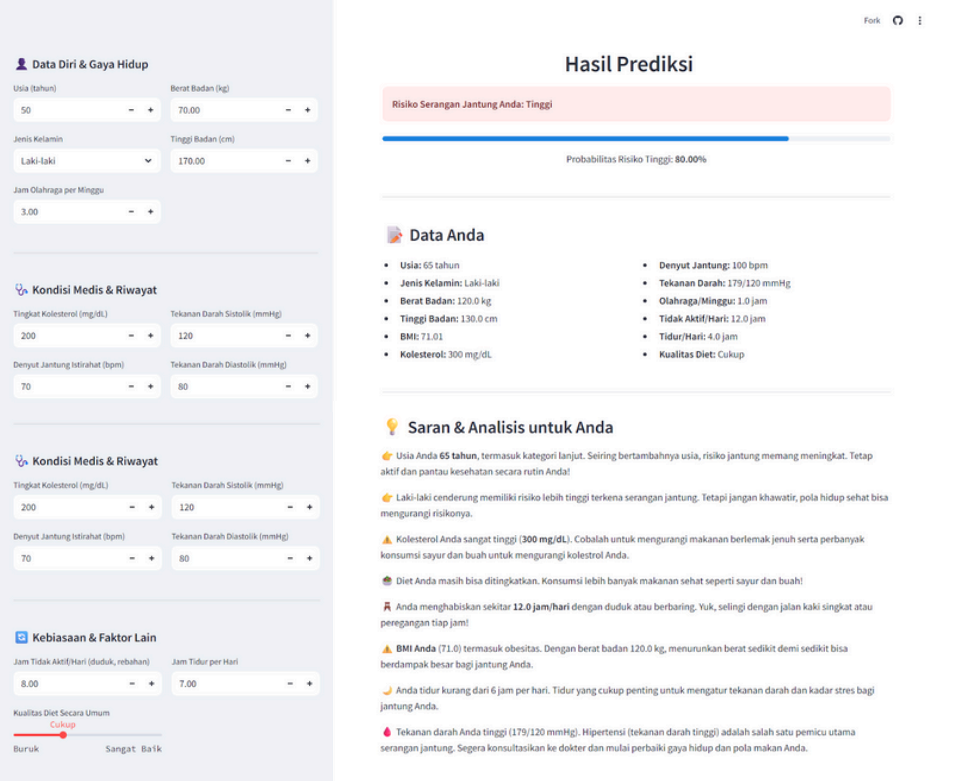 Fork
Data Diri & Gaya Hidup
Usia (tahun)
Berat Badan (kg)
50 - +
70.00 - +
Jenis Kelamin
Tinggi Badan (cm)
Laki-laki
170.00 - +
Jam Olahraga per Minggu
3.00 - +
Kondisi Medis & Riwayat
Tingkat Kolesterol (mg/dL)
Tekanan Darah Sistolik (mmHg)
200 - +
120 - +
Denyut Jantung Istirahat (bpm)
Tekanan Darah Diastolik (mmHg)
70 - +
80 - +
Kondisi Medis & Riwayat
Tingkat Kolesterol (mg/dL)
Tekanan Darah Sistolik (mmHg)
200 - +
120 - +
Denyut Jantung Istirahat (bpm)
Tekanan Darah Diastolik (mmHg)
70 - +
80 - +
Kebiasaan & Faktor Lain
Jam Tidak Aktif/Hari (duduk, rebahan)
Jam Tidur per Hari
8.00 - +
7.00 - +
Kualitas Diet Secara Umum
Cukup
Buruk
Sangat Baik
Hasil Prediksi
Risiko Serangan Jantung Anda: Tinggi
Probabilitas Risiko Tinggi: 80.00%
Data Anda
• Usia: 65 tahun
• Jenis Kelamin: Laki-laki
• Berat Badan: 120.0 kg
• Tinggi Badan: 130.0 cm
• BMI: 71.01
• Kolesterol: 300 mg/dL
• Denyut Jantung: 100 bpm
• Tekanan Darah: 179/120 mmHg
• Olahraga/Minggu: 1.0 jam
• Tidak Aktif/Hari: 12.0 jam
• Tidur/Hari: 4.0 jam
• Kualitas Diet: Cukup
Saran & Analisis untuk Anda
Usia Anda 65 tahun, termasuk kategori lanjut. Seiring bertambahnya usia, risiko jantung memang meningkat. Tetap
aktif dan pantau kesehatan secara rutin Anda!
Laki-laki cenderung memiliki risiko lebih tinggi terkena serangan jantung. Tetapi jangan khawatir, pola hidup sehat bisa
mengurangi risikonya.
Kolesterol Anda sangat tinggi (300 mg/dL). Cobalah untuk mengurangi makanan berlemak jenuh serta perbanyak
konsumsi sayur dan buah untuk mengurangi kolestrol Anda.
Diet Anda masih bisa ditingkatkan. Konsumsi lebih banyak makanan sehat seperti sayur dan buah!
Anda menghabiskan sekitar 12.0 jam/hari dengan duduk atau berbaring. Yuk, selingi dengan jalan kaki singkat atau
peregangan tiap jam!
BMI Anda (71.0) termasuk obesitas. Dengan berat badan 120.0 kg, menurunkan berat sedikit demi sedikit bisa
berdampak besar bagi jantung Anda.
Anda tidur kurang dari 6 jam per hari. Tidur yang cukup penting untuk mengatur tekanan darah dan kadar stres bagi
jantung Anda.
Tekanan darah Anda tinggi (179/120 mmHg). Hipertensi (tekanan darah tinggi) adalah salah satu pemicu utama
serangan jantung. Segera konsultasikan ke dokter dan mulai perbaiki gaya hidup dan pola makan Anda.